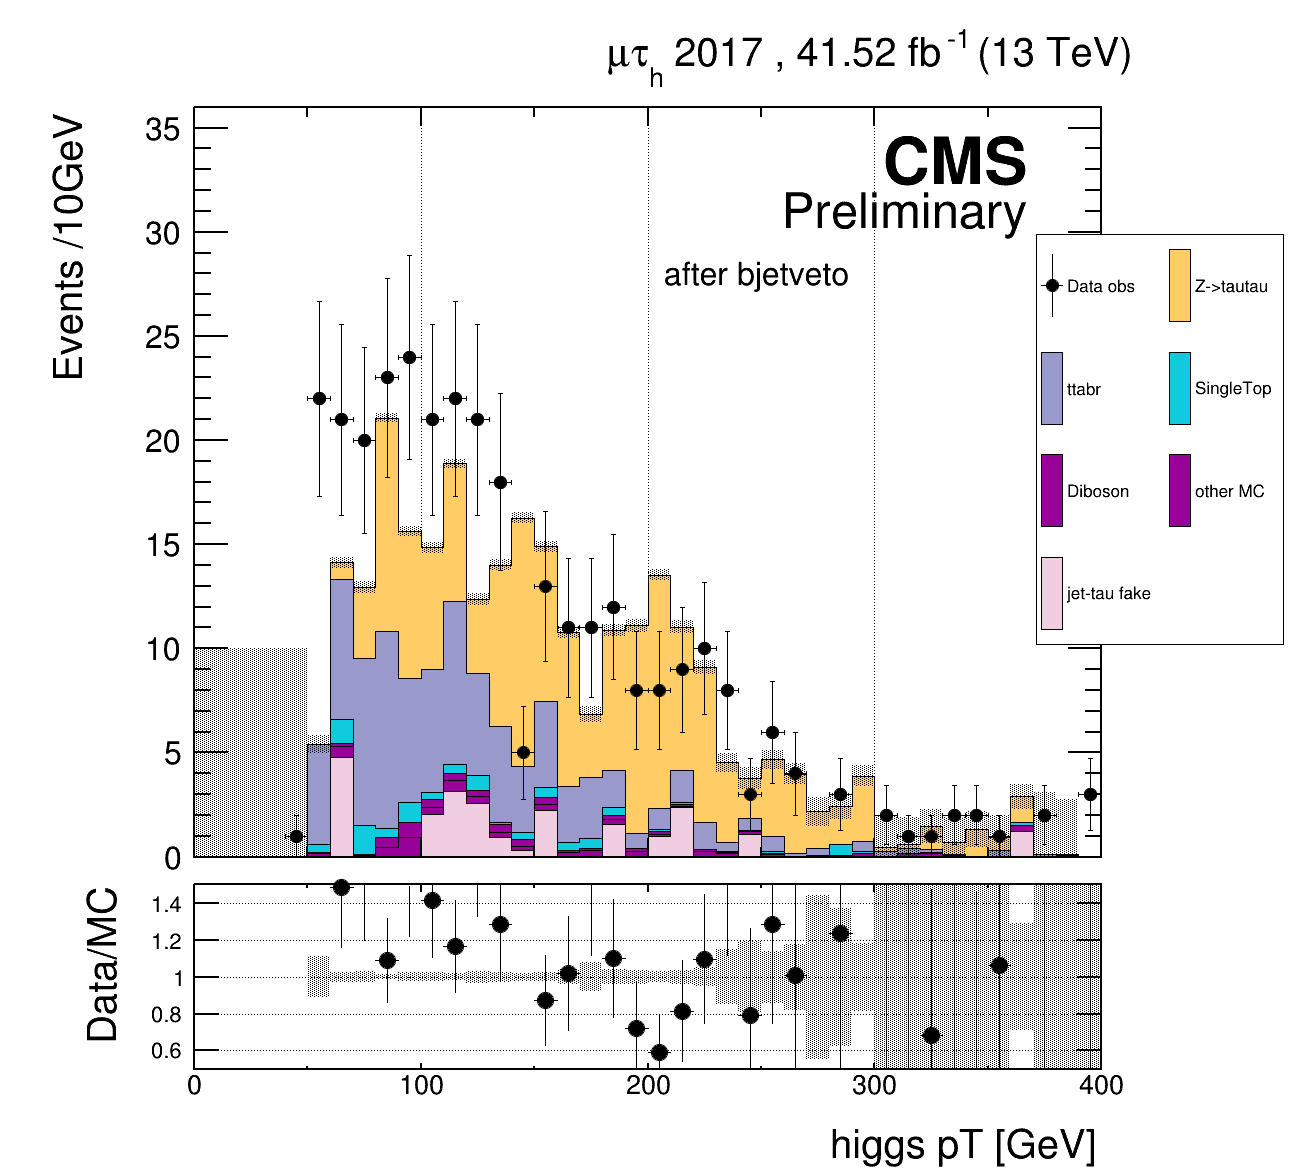 μτh 2017 , 41.52 fb-1 (13 TeV)
Events /10GeV
35
30
25
20
15
10
5
0
CMS
Preliminary
after bjetveto
Data obs
Z->tautau
ttabr
SingleTop
Diboson
other MC
jet-tau fake
Data/MC
1.4
1.2
1
0.8
0.6
0 100 200 300 400
higgs pT [GeV]